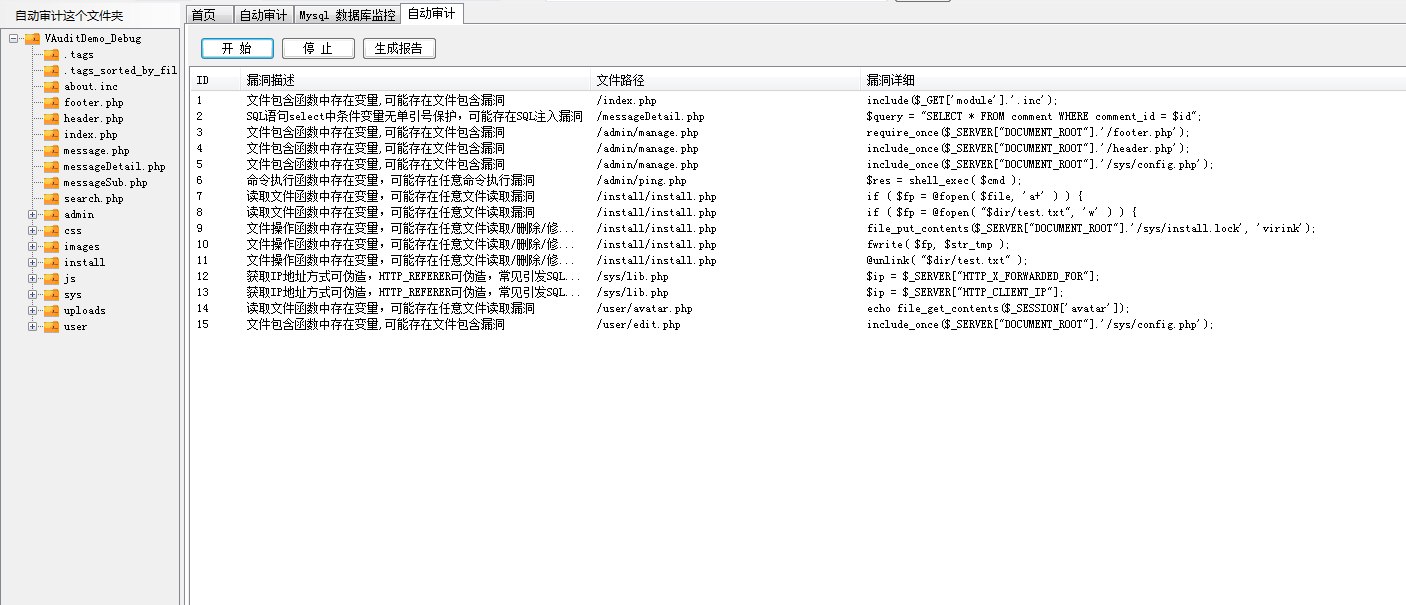 自动审计这个文件夹
首页 自动审计 Mysql 数据库监控 自动审计
开 始 停 止 生成报告
VAuditDemo_Debug
.tags
.tags_sorted_by_fil
about.inc
footer.php
header.php
index.php
message.php
messageDetail.php
messageSub.php
search.php
admin
css
images
install
js
sys
uploads
user
ID 漏洞描述 文件路径 漏洞详细
1 文件包含函数中存在变量,可能存在文件包含漏洞 /index.php include($_GET['module'].'.inc');
2 SQL语句select中条件变量无单引号保护，可能存在SQL注入漏洞 /messageDetail.php $query = "SELECT * FROM comment WHERE comment_id = $id";
3 文件包含函数中存在变量,可能存在文件包含漏洞 /admin/manage.php require_once($_SERVER["DOCUMENT_ROOT"].'/footer.php');
4 文件包含函数中存在变量,可能存在文件包含漏洞 /admin/manage.php include_once($_SERVER["DOCUMENT_ROOT"].'/header.php');
5 文件包含函数中存在变量,可能存在文件包含漏洞 /admin/manage.php include_once($_SERVER["DOCUMENT_ROOT"].'/sys/config.php');
6 命令执行函数中存在变量，可能存在任意命令执行漏洞 /admin/ping.php $res = shell_exec( $cmd );
7 读取文件函数中存在变量，可能存在任意文件读取漏洞 /install/install.php if ( $fp = @fopen( $file, 'a+' ) ) {
8 读取文件函数中存在变量，可能存在任意文件读取漏洞 /install/install.php if ( $fp = @fopen( "$dir/test.txt", 'w' ) ) {
9 文件操作函数中存在变量，可能存在任意文件读取/删除/修... /install/install.php file_put_contents($_SERVER["DOCUMENT_ROOT"].'/sys/install.lock', 'virink');
10 文件操作函数中存在变量，可能存在任意文件读取/删除/修... /install/install.php fwrite( $fp, $str_tmp );
11 文件操作函数中存在变量，可能存在任意文件读取/删除/修... /install/install.php @unlink( "$dir/test.txt" );
12 获取IP地址方式可伪造，HTTP_REFERER可伪造，常见引发SQL... /sys/lib.php $ip = $_SERVER["HTTP_X_FORWARDED_FOR"];
13 获取IP地址方式可伪造，HTTP_REFERER可伪造，常见引发SQL... /sys/lib.php $ip = $_SERVER["HTTP_CLIENT_IP"];
14 读取文件函数中存在变量，可能存在任意文件读取漏洞 /user/avatar.php echo file_get_contents($_SESSION['avatar']);
15 文件包含函数中存在变量,可能存在文件包含漏洞 /user/edit.php include_once($_SERVER["DOCUMENT_ROOT"].'/sys/config.php');